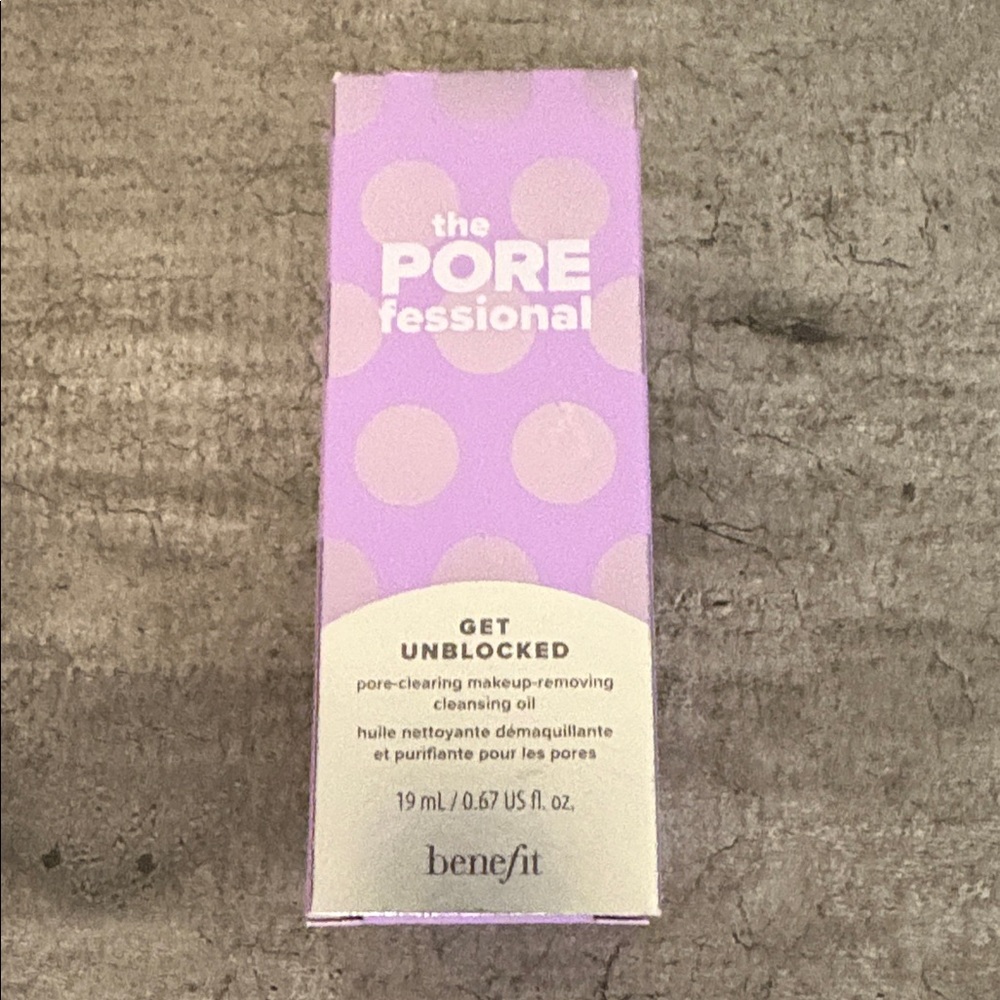 the
PORE
fessional
GET
UNBLOCKED
pore-clearing makeup-removing
cleansing oil
huile nettoyante démaquillante
et purifiante pour les pores
19 mL / 0.67 US fl. oz.
benefit